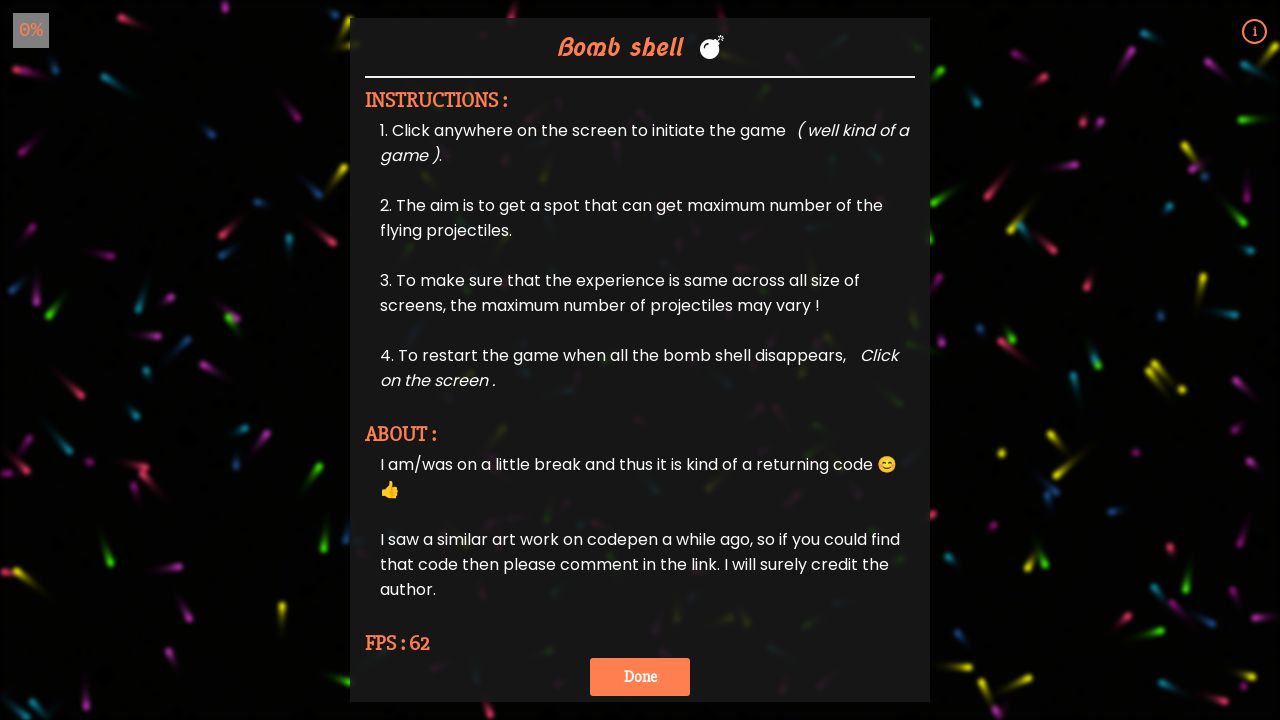 0%
i
Bomb shell 💣
INSTRUCTIONS :
1. Click anywhere on the screen to initiate the game ( well kind of a
game ).
2. The aim is to get a spot that can get maximum number of the
flying projectiles.
3. To make sure that the experience is same across all size of
screens, the maximum number of projectiles may vary !
4. To restart the game when all the bomb shell disappears, Click
on the screen .
ABOUT :
I am/was on a little break and thus it is kind of a returning code 😊
👍
I saw a similar art work on codepen a while ago, so if you could find
that code then please comment in the link. I will surely credit the
author.
FPS : 62
Done